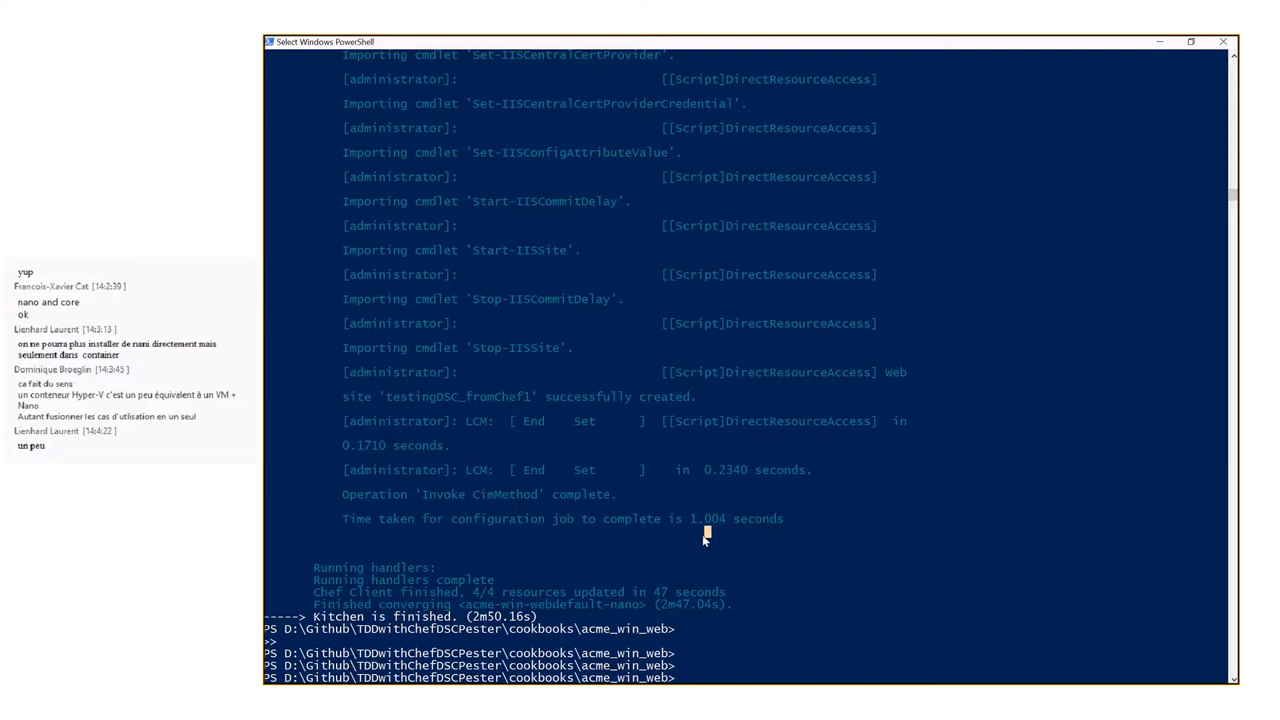 yup
Francois-Xavier Cat [14:2:39]
nano and core
ok
Lienhard Laurent [14:3:13]
on ne pourra plus installer de nani directement mais
seulement dans container
Dominique Broeglin [14:3:45]
ca fait du sens
un conteneur Hyper-V c'est un peu équivalent à un VM +
Nano
Autant fusionner les cas d'utlisation en un seul
Lienhard Laurent [14:4:22]
un peu
Select Windows PowerShell
Importing cmdlet 'Set-IISCentralCertProvider'.
[administrator]: [[Script]DirectResourceAccess]
Importing cmdlet 'Set-IISCentralCertProviderCredential'.
[administrator]: [[Script]DirectResourceAccess]
Importing cmdlet 'Set-IISConfigAttributeValue'.
[administrator]: [[Script]DirectResourceAccess]
Importing cmdlet 'Start-IISCommitDelay'.
[administrator]: [[Script]DirectResourceAccess]
Importing cmdlet 'Start-IISSite'.
[administrator]: [[Script]DirectResourceAccess]
Importing cmdlet 'Stop-IISCommitDelay'.
[administrator]: [[Script]DirectResourceAccess]
Importing cmdlet 'Stop-IISSite'.
[administrator]: [[Script]DirectResourceAccess] Web
site 'testingDSC_fromChef1' successfully created.
[administrator]: LCM: [ End Set ] [[Script]DirectResourceAccess] in
0.1710 seconds.
[administrator]: LCM: [ End Set ] in 0.2340 seconds.
Operation 'Invoke CimMethod' complete.
Time taken for configuration job to complete is 1.004 seconds
Running handlers:
Running handlers complete
Chef Client finished, 4/4 resources updated in 47 seconds
Finished converging <acme-win-webdefault-nano> (2m47.04s).
-----> Kitchen is finished. (2m50.16s)
PS D:\Github\TDDwithChefDSCPester\cookbooks\acme_win_web>
>>
PS D:\Github\TDDwithChefDSCPester\cookbooks\acme_win_web>
PS D:\Github\TDDwithChefDSCPester\cookbooks\acme_win_web>
PS D:\Github\TDDwithChefDSCPester\cookbooks\acme_win_web>